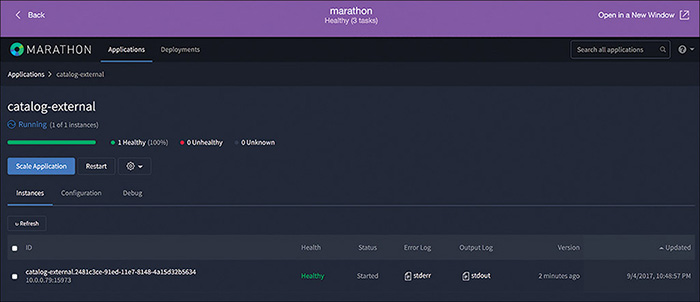 Back
marathon
Healthy (3 tasks)
Open in a New Window
MARATHON Applications Deployments
Search all applications
Applications > catalog-external
catalog-external
Running (1 of 1 instances)
1 Healthy (100%) 0 Unhealthy 0 Unknown
Scale Application Restart
Instances Configuration Debug
Refresh
ID Health Status Error Log Output Log Version Updated
catalog-external.2481c3ce-91ed-11e7-8148-4a15d32b5634 Healthy Started stderr stdout 2 minutes ago 9/4/2017, 10:48:57 PM
10.0.0.79:15973